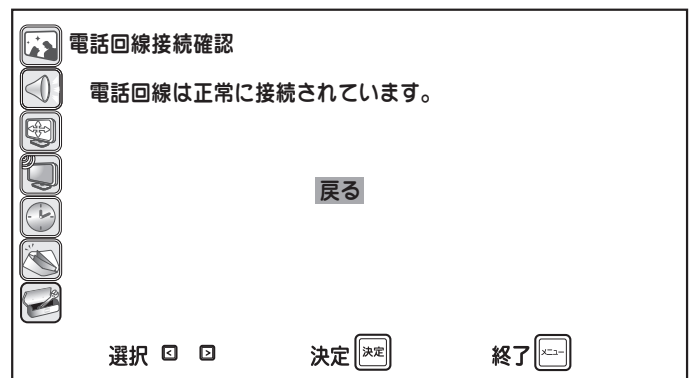 電話回線接続確認
電話回線は正常に接続されています。
戻る
選択 決定 決定 終了 メニュー